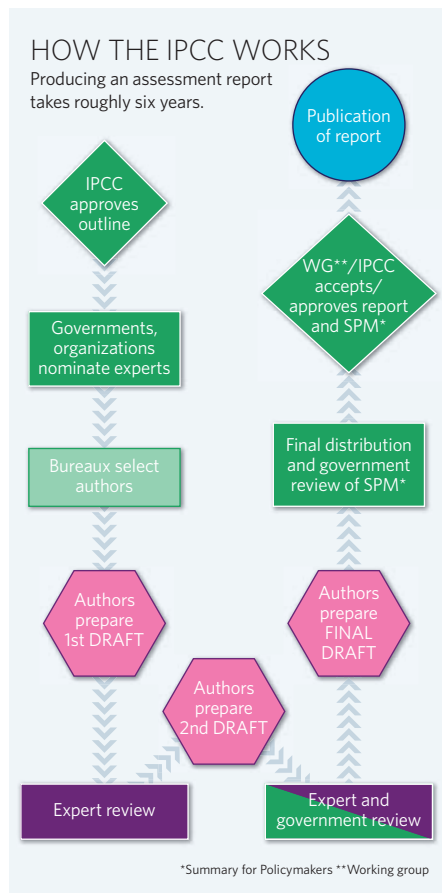 HOW THE IPCC WORKS
Producing an assessment report
takes roughly six years.
IPCC
approves
outline
Governments,
organizations
nominate experts
Bureaux select
authors
Authors
prepare
1st DRAFT
Expert review
Authors
prepare
2nd DRAFT
Expert and
government review
Authors
prepare
FINAL
DRAFT
Final distribution
and government
review of SPM*
WG**/IPCC
accepts/
approves report
and SPM*
Publication
of report
*Summary for Policymakers **Working group